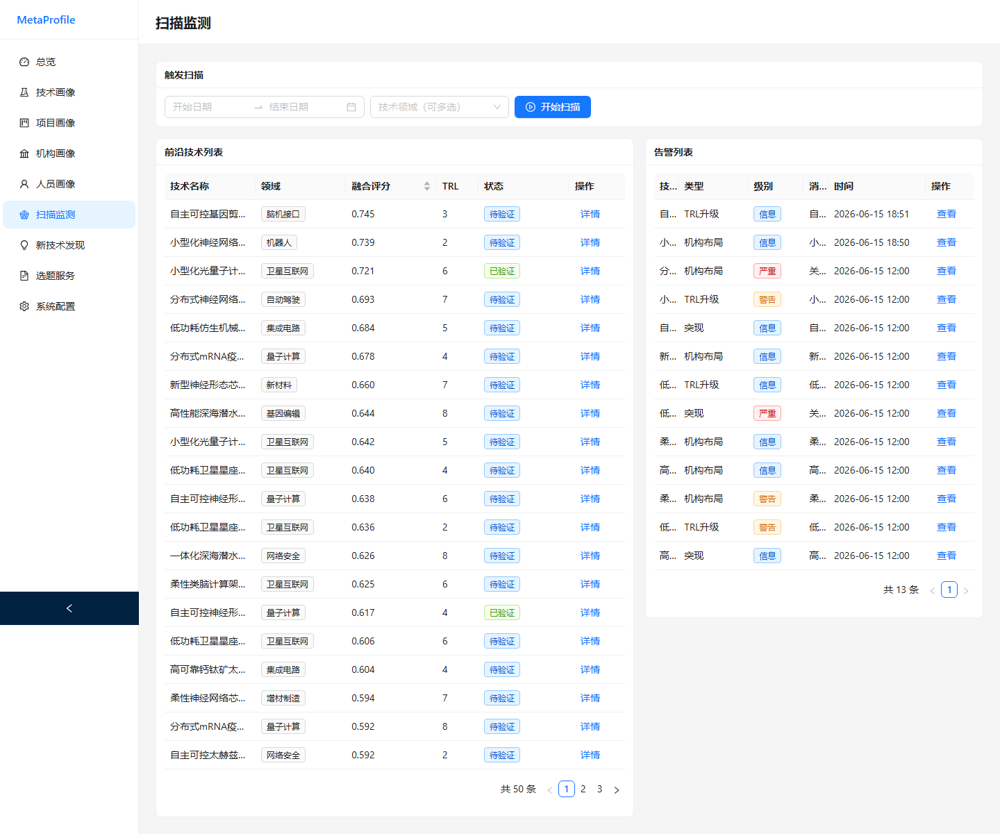 MetaProfile
总览
技术画像
项目画像
机构画像
人员画像
扫描监测
新技术发现
选题服务
系统配置
扫描监测
触发扫描
开始日期 → 结束日期 技术领域（可多选） 开始扫描
前沿技术列表
技术名称 领域 融合评分 TRL 状态 操作
自主可控基因剪... 脑机接口 0.745 3 待验证 详情
小型化神经网络... 机器人 0.739 2 待验证 详情
小型化光量子计... 卫星互联网 0.721 6 已验证 详情
分布式神经网络... 自动驾驶 0.693 7 待验证 详情
低功耗仿生机械... 集成电路 0.684 5 待验证 详情
分布式mRNA疫... 量子计算 0.678 4 待验证 详情
新型神经形态芯... 新材料 0.660 7 待验证 详情
高性能深海潜水... 基因编辑 0.644 8 待验证 详情
小型化光量子计... 卫星互联网 0.642 5 待验证 详情
低功耗卫星星座... 卫星互联网 0.640 4 待验证 详情
自主可控神经形... 量子计算 0.638 6 待验证 详情
低功耗卫星星座... 卫星互联网 0.636 2 待验证 详情
一体化深海潜水... 网络安全 0.626 8 待验证 详情
柔性类脑计算架... 卫星互联网 0.625 6 待验证 详情
自主可控神经形... 量子计算 0.617 4 已验证 详情
低功耗卫星星座... 卫星互联网 0.606 6 待验证 详情
高可靠钙钛矿太... 集成电路 0.604 4 待验证 详情
柔性神经网络芯... 增材制造 0.594 7 待验证 详情
分布式mRNA疫... 量子计算 0.592 8 待验证 详情
自主可控太赫兹... 网络安全 0.592 2 待验证 详情
共 50 条 < 1 2 3 >
告警列表
技... 类型 级别 消... 时间 操作
自... TRL升级 信息 自... 2026-06-15 18:51 查看
小... 机构布局 信息 小... 2026-06-15 18:50 查看
分... 机构布局 严重 关... 2026-06-15 12:00 查看
小... TRL升级 警告 小... 2026-06-15 12:00 查看
自... 突现 信息 自... 2026-06-15 12:00 查看
新... 机构布局 信息 新... 2026-06-15 12:00 查看
低... TRL升级 信息 低... 2026-06-15 12:00 查看
低... 突现 严重 关... 2026-06-15 12:00 查看
柔... 机构布局 信息 柔... 2026-06-15 12:00 查看
高... 机构布局 信息 高... 2026-06-15 12:00 查看
柔... 机构布局 警告 柔... 2026-06-15 12:00 查看
低... TRL升级 警告 低... 2026-06-15 12:00 查看
高... 突现 信息 高... 2026-06-15 12:00 查看
共 13 条 < 1 >